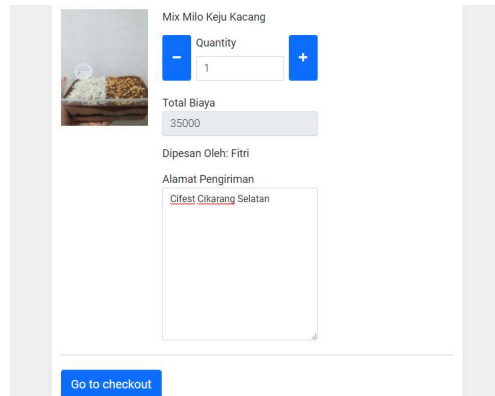 Mix Milo Keju Kacang
Quantity
- 1 +
Total Biaya
35000
Dipesan Oleh: Fitri
Alamat Pengiriman
Cifest Cikarang Selatan
Go to checkout